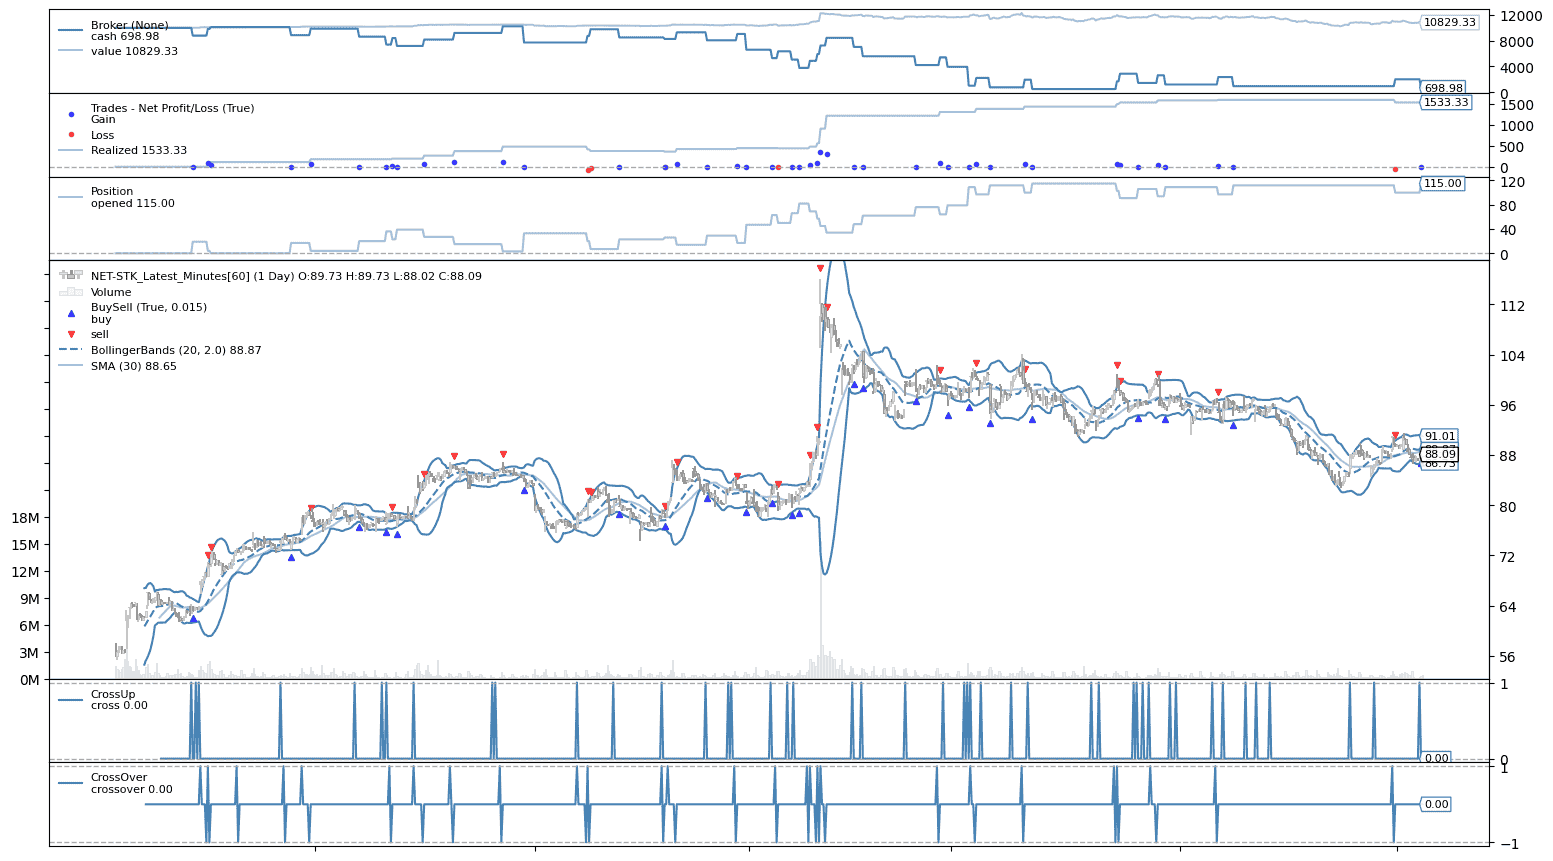 Broker (None)
cash 698.98
value 10829.33
12000
8000
4000
0
10829.33
698.98
Trades - Net Profit/Loss (True)
Gain
Loss
Realized 1533.33
1500
1000
500
0
1533.33
Position
opened 115.00
120
80
40
0
115.00
NET-STK_Latest_Minutes[60] (1 Day) O:89.73 H:89.73 L:88.02 C:88.09
Volume
BuySell (True, 0.015)
buy
sell
BollingerBands (20, 2.0) 88.87
SMA (30) 88.65
112
104
96
88
80
72
64
56
91.01
88.09
86.73
18M
15M
12M
9M
6M
3M
0M
CrossUp
cross 0.00
1
0
0.00
CrossOver
crossover 0.00
1
−1
0.00